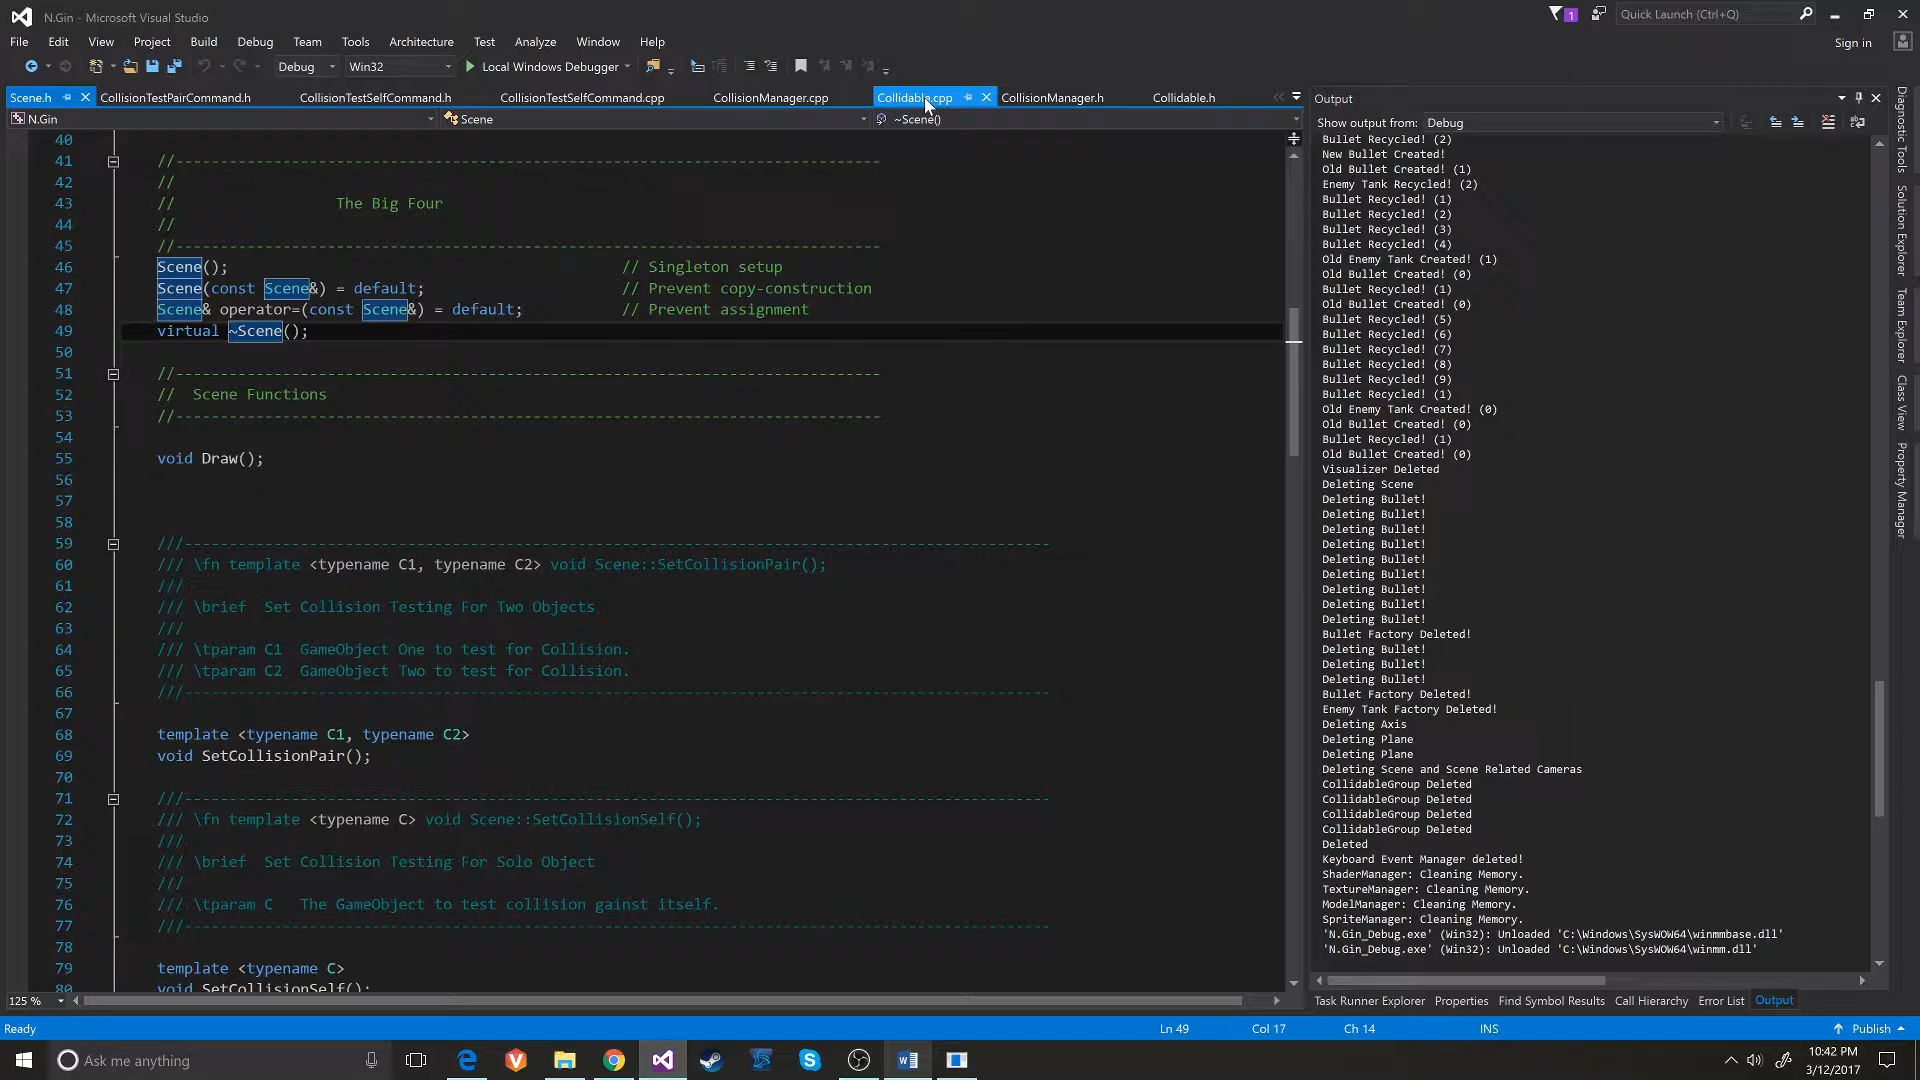 N.Gin - Microsoft Visual Studio
1
Quick Launch (Ctrl+Q)
File Edit View Project Build Debug Team Tools Architecture Test Analyze Window Help
Sign in
Debug Win32 Local Windows Debugger
Scene.h CollisionTestPairCommand.h CollisionTestSelfCommand.h CollisionTestSelfCommand.cpp CollisionManager.cpp Collidable.cpp CollisionManager.h Collidable.h
N.Gin Scene ~Scene()
40
41 //--------------------------------------------------------------------------------
42 //
43 // The Big Four
44 //
45 //--------------------------------------------------------------------------------
46 Scene(); // Singleton setup
47 Scene(const Scene&) = default; // Prevent copy-construction
48 Scene& operator=(const Scene&) = default; // Prevent assignment
49 virtual ~Scene();
50
51 //--------------------------------------------------------------------------------
52 // Scene Functions
53 //--------------------------------------------------------------------------------
54
55 void Draw();
56
57
58
59 ///--------------------------------------------------------------------------------
60 /// \fn template <typename C1, typename C2> void Scene::SetCollisionPair();
61 ///
62 /// \brief Set Collision Testing For Two Objects
63 ///
64 /// \tparam C1 GameObject One to test for Collision.
65 /// \tparam C2 GameObject Two to test for Collision.
66 ///--------------------------------------------------------------------------------
67
68 template <typename C1, typename C2>
69 void SetCollisionPair();
70
71 ///--------------------------------------------------------------------------------
72 /// \fn template <typename C> void Scene::SetCollisionSelf();
73 ///
74 /// \brief Set Collision Testing For Solo Object
75 ///
76 /// \tparam C The GameObject to test collision gainst itself.
77 ///--------------------------------------------------------------------------------
78
79 template <typename C>
80 void SetCollisionSelf();
125 %
Output
Show output from: Debug
Bullet Recycled! (2)
New Bullet Created!
Old Bullet Created! (1)
Enemy Tank Recycled! (2)
Bullet Recycled! (1)
Bullet Recycled! (2)
Bullet Recycled! (3)
Bullet Recycled! (4)
Old Enemy Tank Created! (1)
Old Bullet Created! (0)
Bullet Recycled! (1)
Old Bullet Created! (0)
Bullet Recycled! (5)
Bullet Recycled! (6)
Bullet Recycled! (7)
Bullet Recycled! (8)
Bullet Recycled! (9)
Bullet Recycled! (1)
Old Enemy Tank Created! (0)
Old Bullet Created! (0)
Bullet Recycled! (1)
Old Bullet Created! (0)
Visualizer Deleted
Deleting Scene
Deleting Bullet!
Deleting Bullet!
Deleting Bullet!
Deleting Bullet!
Deleting Bullet!
Deleting Bullet!
Deleting Bullet!
Deleting Bullet!
Deleting Bullet!
Bullet Factory Deleted!
Deleting Bullet!
Deleting Bullet!
Deleting Bullet!
Bullet Factory Deleted!
Enemy Tank Factory Deleted!
Deleting Axis
Deleting Plane
Deleting Plane
Deleting Scene and Scene Related Cameras
CollidableGroup Deleted
CollidableGroup Deleted
CollidableGroup Deleted
CollidableGroup Deleted
Deleted
Keyboard Event Manager deleted!
ShaderManager: Cleaning Memory.
TextureManager: Cleaning Memory.
ModelManager: Cleaning Memory.
SpriteManager: Cleaning Memory.
'N.Gin_Debug.exe' (Win32): Unloaded 'C:\Windows\SysWOW64\winmmbase.dll'
'N.Gin_Debug.exe' (Win32): Unloaded 'C:\Windows\SysWOW64\winmm.dll'
Task Runner Explorer Properties Find Symbol Results Call Hierarchy Error List Output
Diagnostic Tools
Solution Explorer
Team Explorer
Class View
Property Manager
Ready Ln 49 Col 17 Ch 14 INS Publish
Ask me anything
10:42 PM
3/12/2017